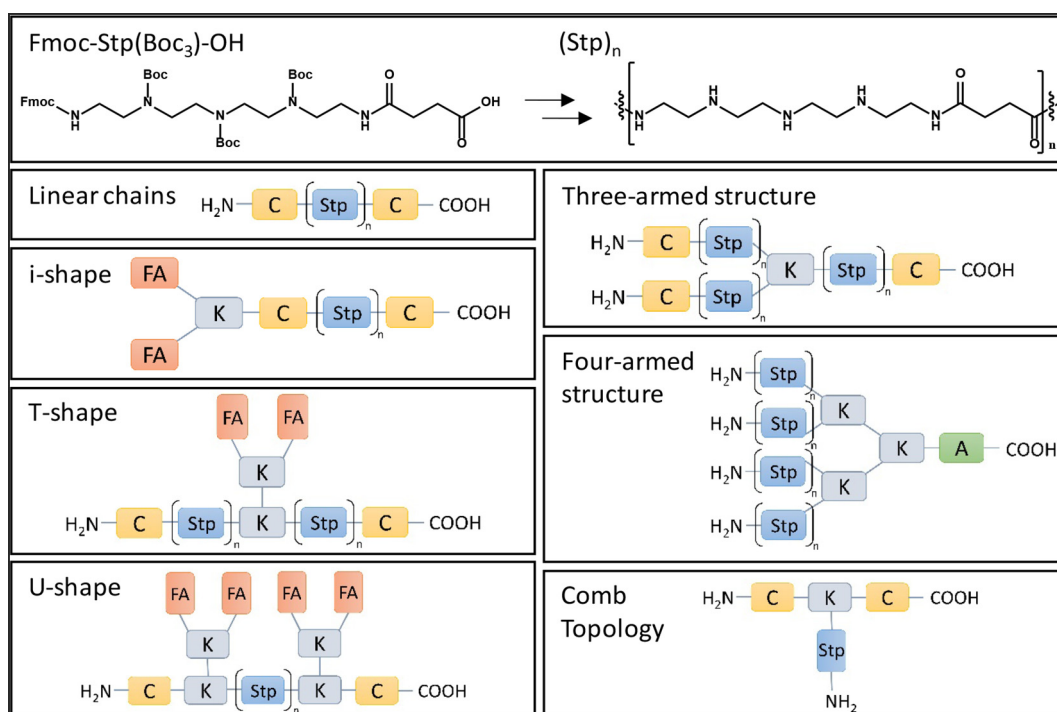 Fmoc-Stp(Boc3)-OH
(Stp)n
Fmoc N H Boc N N Boc Boc N N H O O OH
N H H N N H H N N H O O n
Linear chains
H2N C Stp n C COOH
i-shape
FA
K C Stp n C COOH
FA
T-shape
FA FA
K
H2N C Stp n K Stp n C COOH
U-shape
FA FA FA FA
K K
H2N C K Stp n K C COOH
Three-armed structure
H2N C Stp n
K Stp n C COOH
H2N C Stp n
Four-armed
structure
H2N Stp n
K
H2N Stp n
K A COOH
H2N Stp n
K
H2N Stp n
Comb
Topology
H2N C K C COOH
Stp
NH2